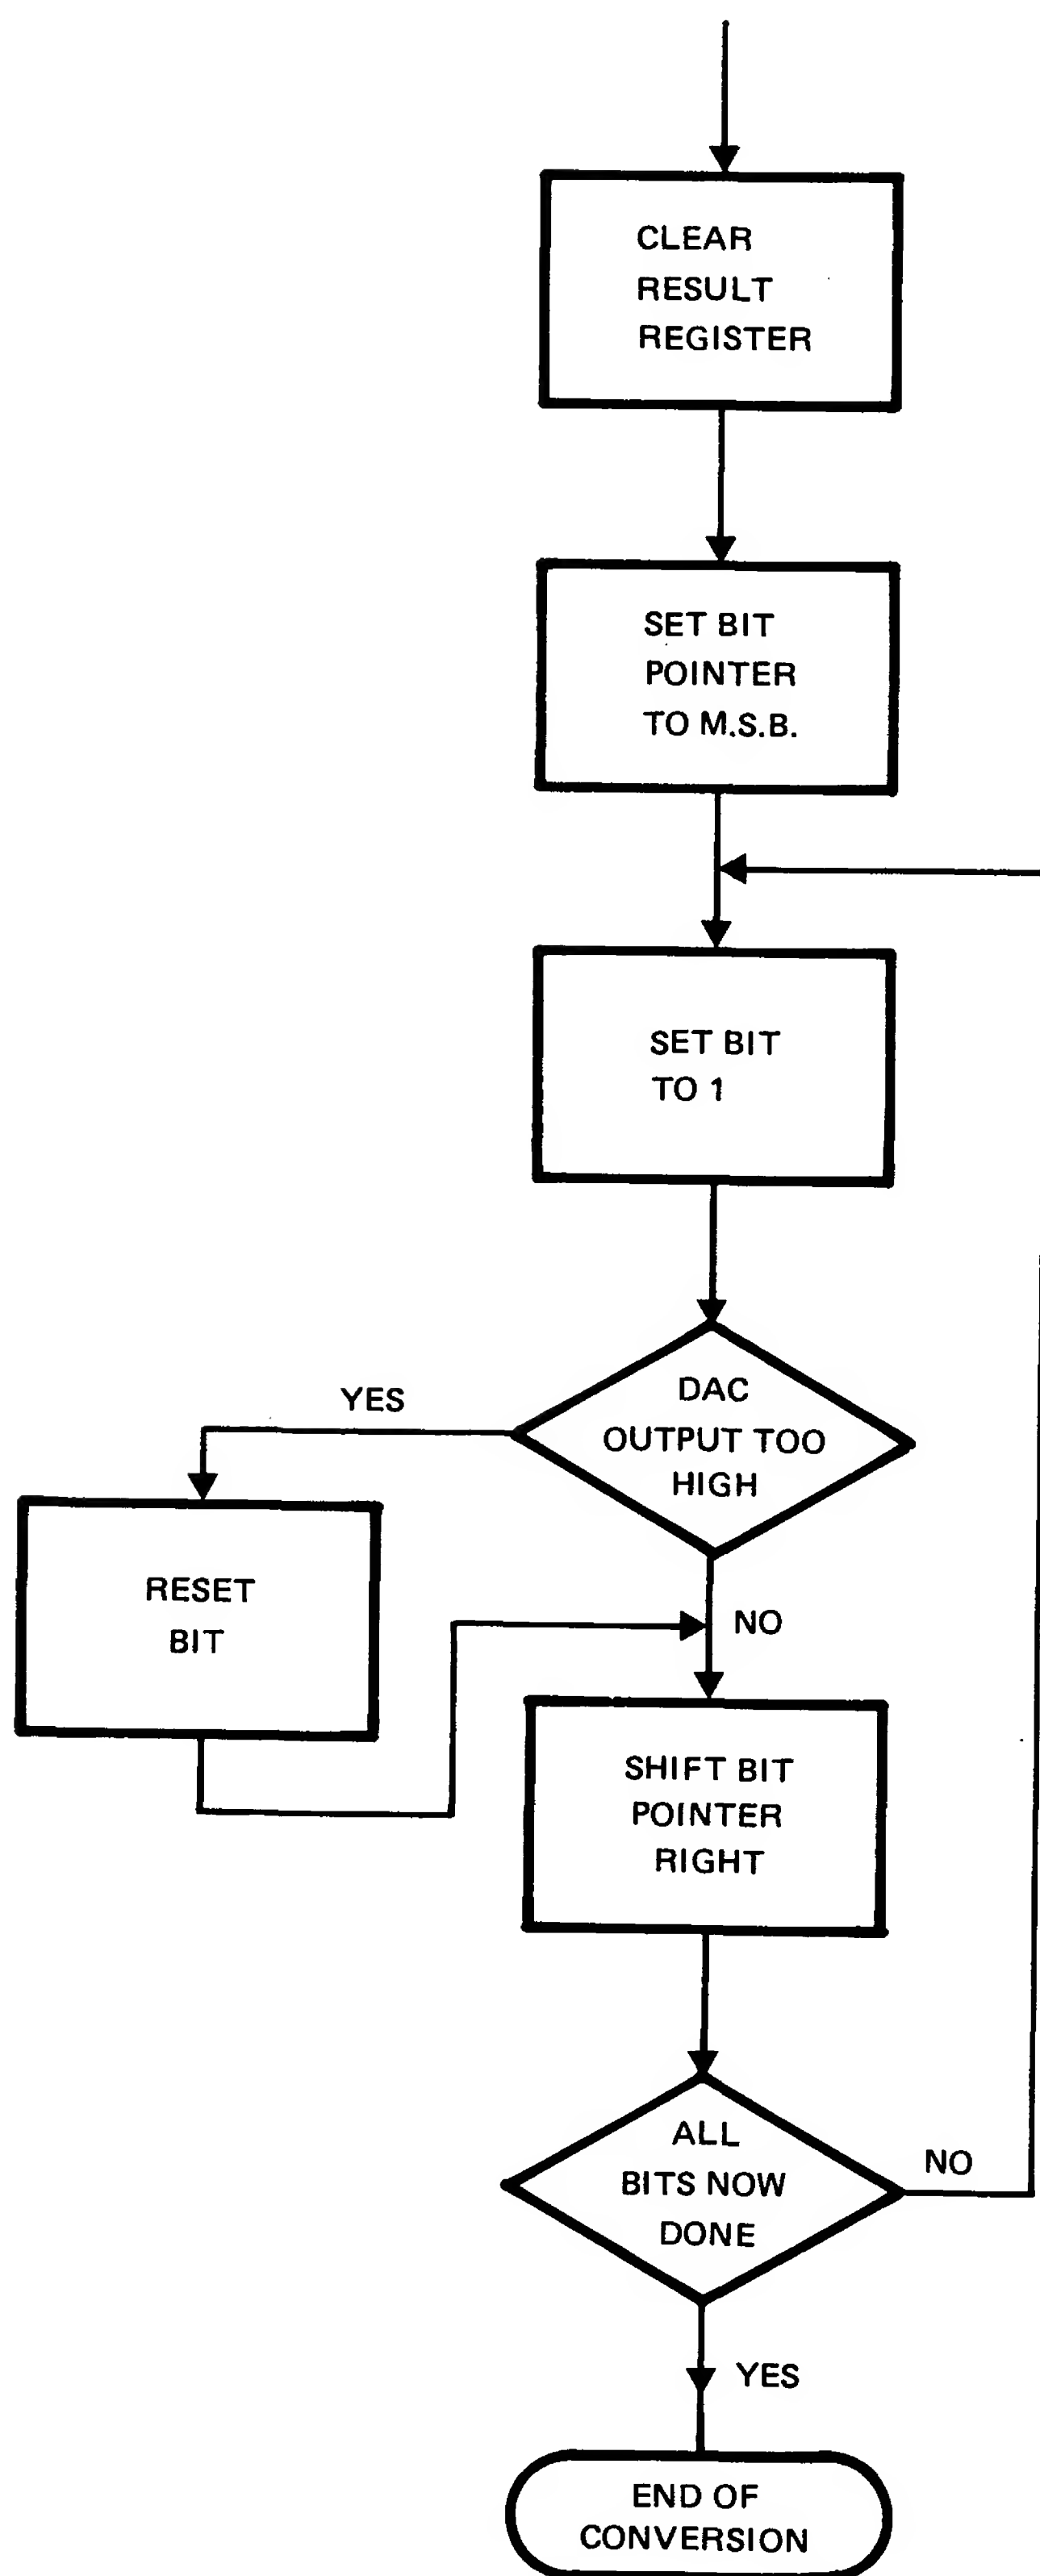 CLEAR
RESULT
REGISTER
SET BIT
POINTER
TO M.S.B.
SET BIT
TO 1
DAC
OUTPUT TOO
HIGH
YES
RESET
BIT
NO
SHIFT BIT
POINTER
RIGHT
ALL
BITS NOW
DONE
NO
YES
END OF
CONVERSION